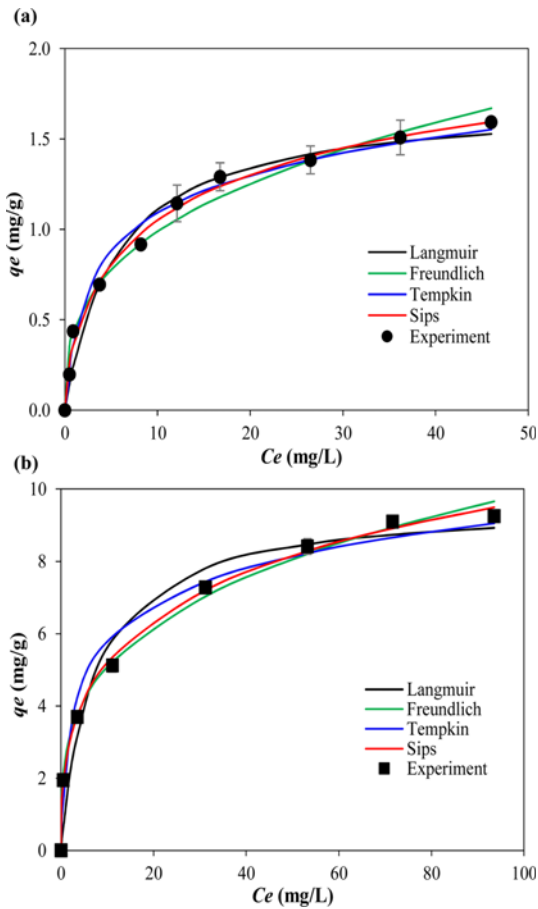 (a)
2.0
1.5
1.0
0.5
0.0
qe (mg/g)
Langmuir
Freundlich
Tempkin
Sips
Experiment
0 10 20 30 40 50
Ce (mg/L)
(b)
10
8
6
4
2
0
qe (mg/g)
Langmuir
Freundlich
Tempkin
Sips
Experiment
0 20 40 60 80 100
Ce (mg/L)